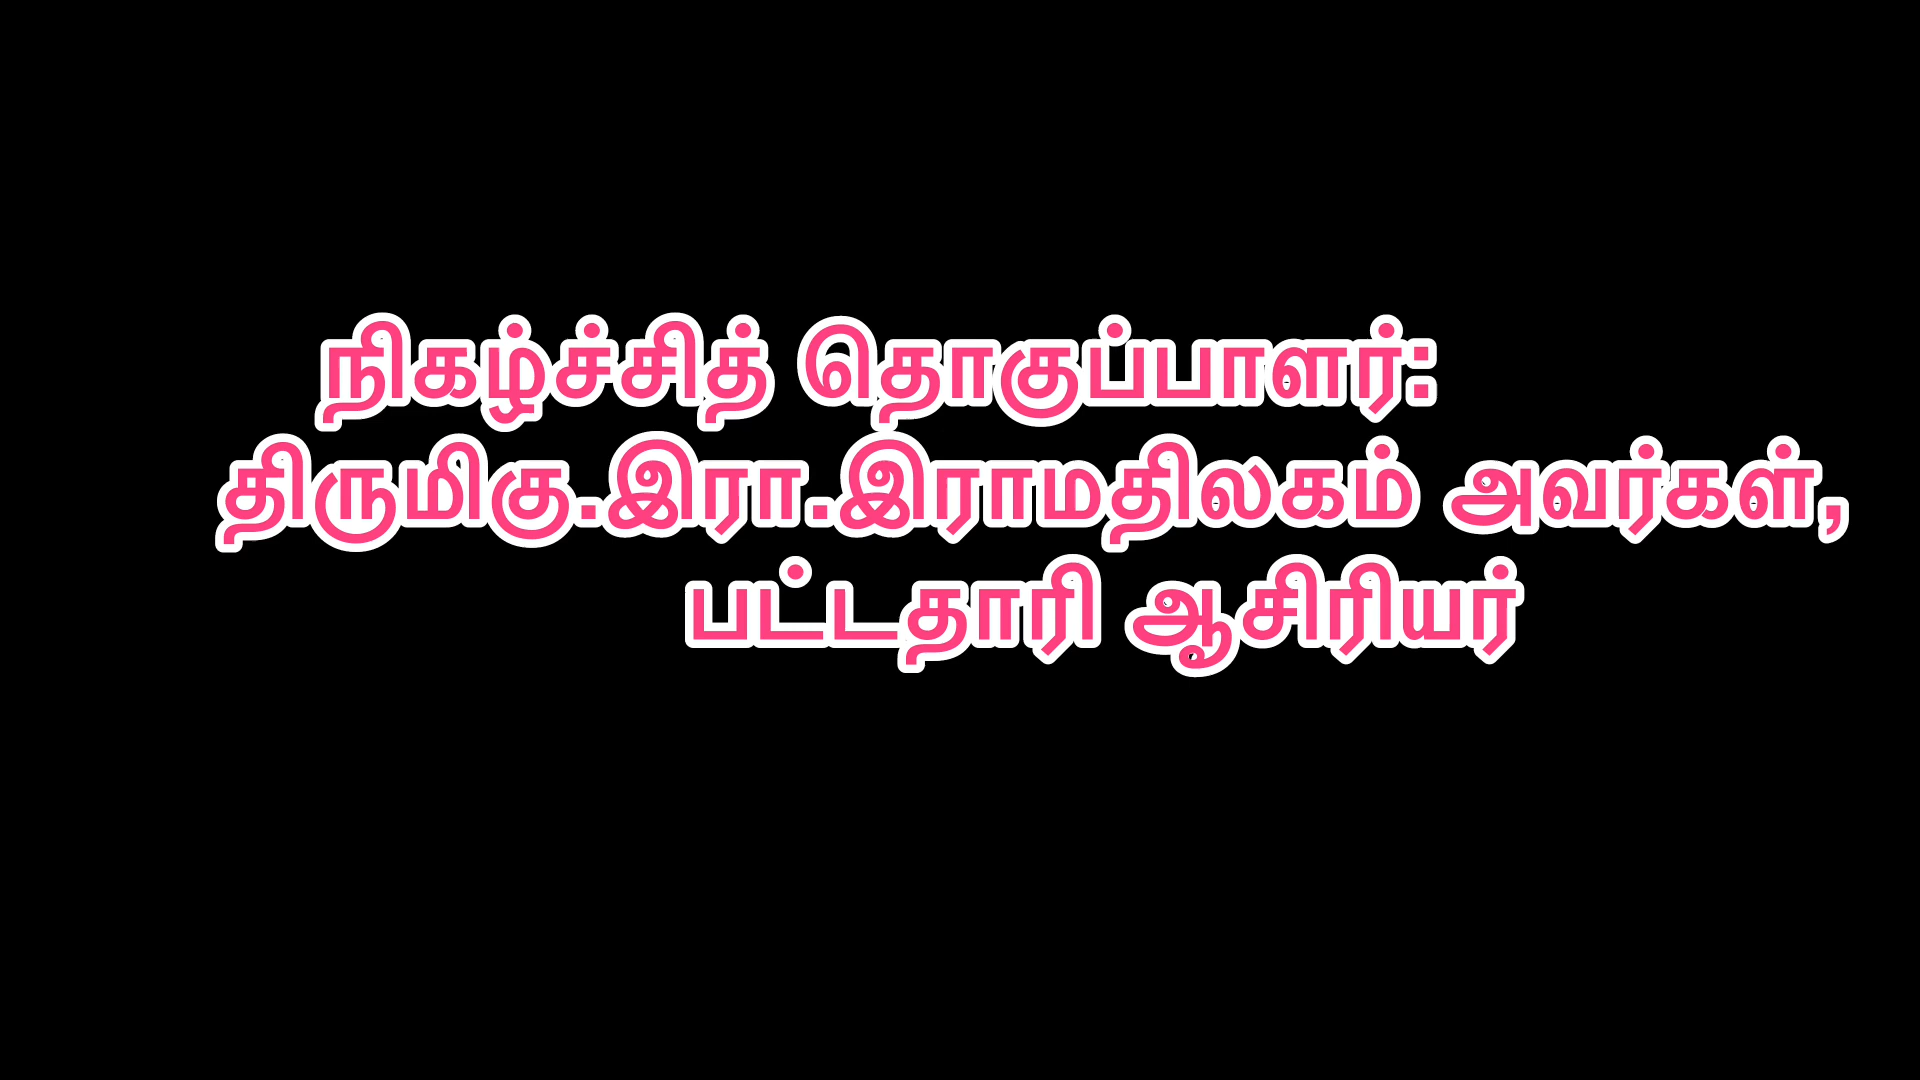 நிகழ்ச்சித் தொகுப்பாளர்:
திருமிகு.இரா.இராமதிலகம் அவர்கள்,
பட்டதாரி ஆசிரியர்